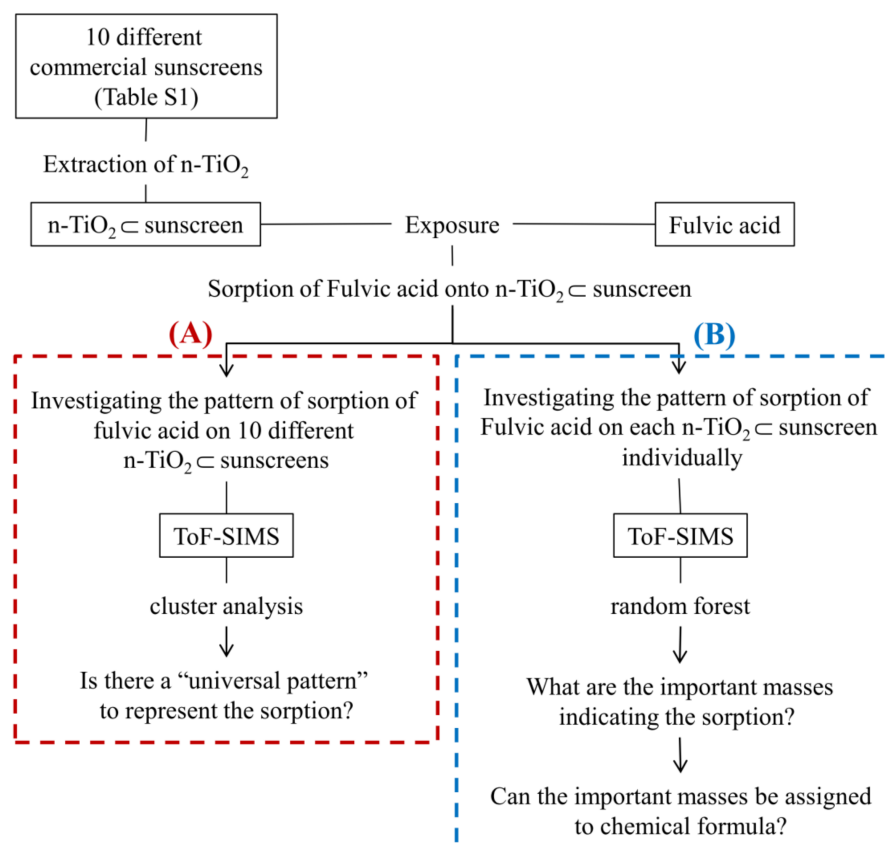 10 different
commercial sunscreens
(Table S1)
Extraction of n-TiO₂
n-TiO₂ ⊂ sunscreen
Exposure
Fulvic acid
Sorption of Fulvic acid onto n-TiO₂ ⊂ sunscreen
(A)
Investigating the pattern of sorption of
fulvic acid on 10 different
n-TiO₂ ⊂ sunscreens
ToF-SIMS
cluster analysis
Is there a “universal pattern”
to represent the sorption?
(B)
Investigating the pattern of sorption of
Fulvic acid on each n-TiO₂ ⊂ sunscreen
individually
ToF-SIMS
random forest
What are the important masses
indicating the sorption?
Can the important masses be assigned
to chemical formula?